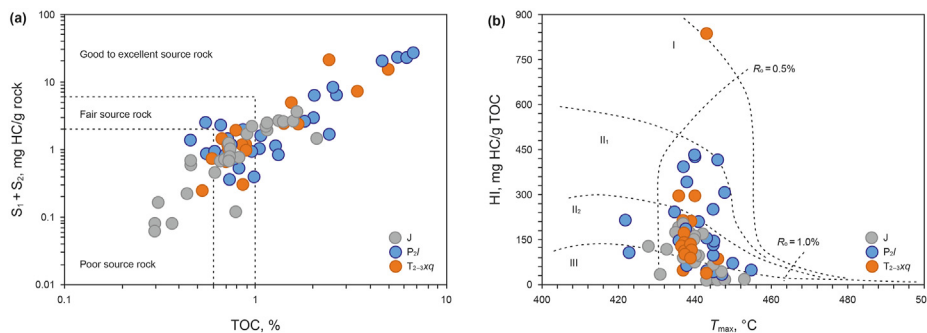 (a)
100
10
1
0.1
0.01
0.1
1
10
S₁ + S₂, mg HC/g rock
TOC, %
Good to excellent source rock
Fair source rock
Poor source rock
J
P₂l
T₂₋₃xq
(b)
900
750
600
450
300
150
0
400
420
440
460
480
50
HI, mg HC/g TOC
Tmax, °C
I
II₁
II₂
III
Ro = 0.5%
Ro = 1.0%
J
P₂l
T₂₋₃xq